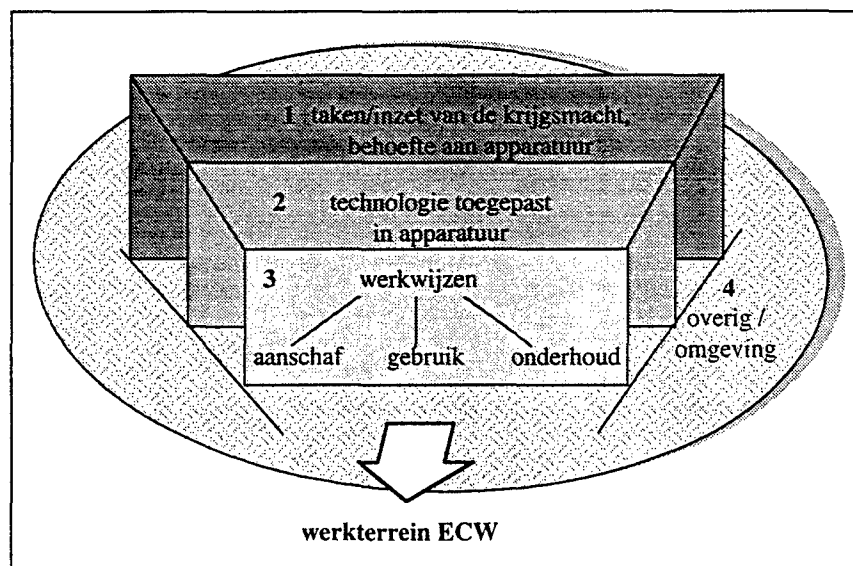 1 taken/inzet van de krijgsmacht,
behoefte aan apparatuur
2 technologie toegepast
in apparatuur
3 werkwijzen
aanschaf gebruik onderhoud
4
overig /
omgeving
werkterrein ECW